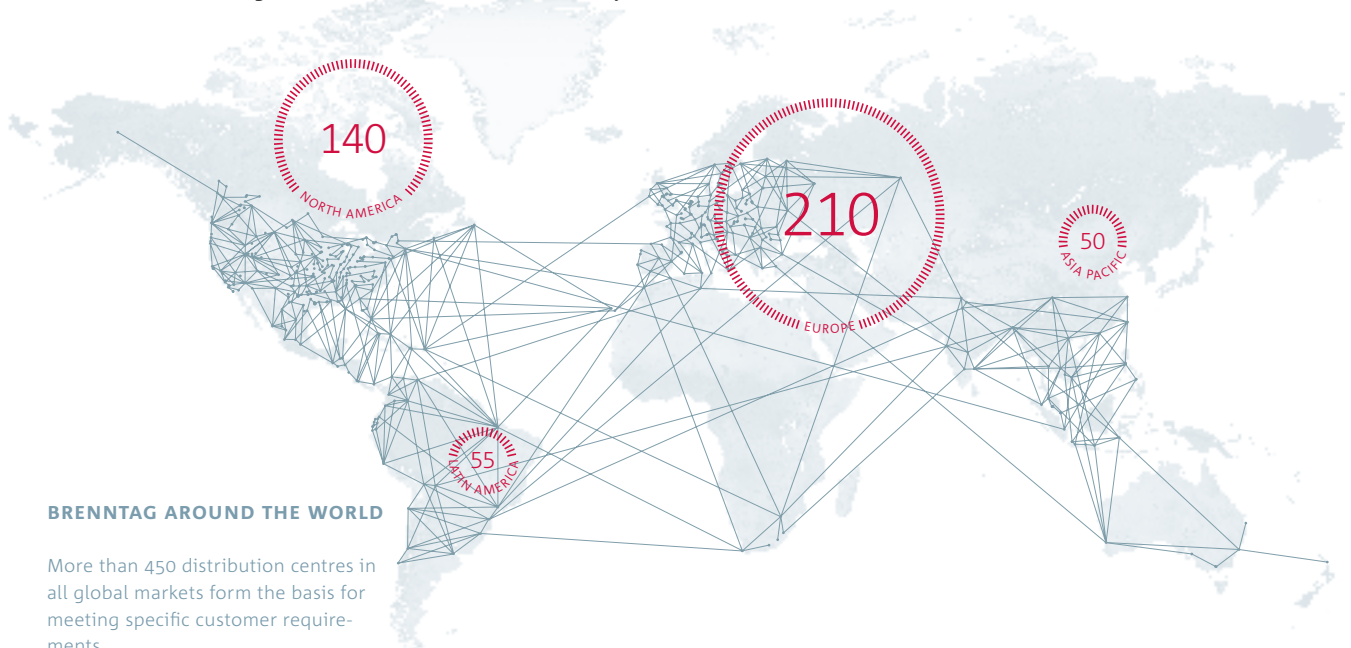 140
NORTH AMERICA
210
EUROPE
50
ASIA PACIFIC
55
LATIN AMERICA
BRENNTAG AROUND THE WORLD
More than 450 distribution centres in
all global markets form the basis for
meeting specific customer require-
ments